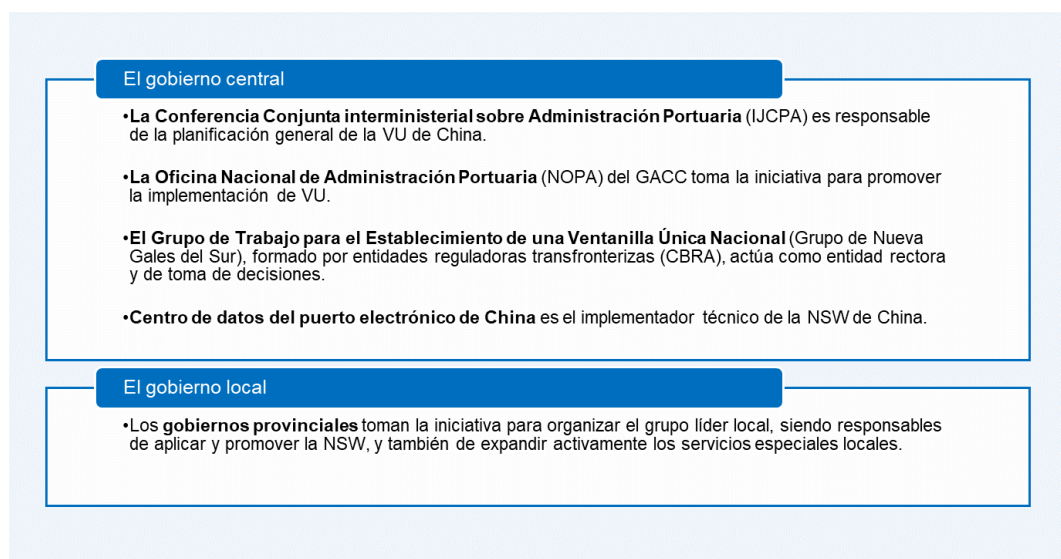 El gobierno central
•La Conferencia Conjunta interministerial sobre Administración Portuaria (IJCPA) es responsable
de la planificación general de la VU de China.
•La Oficina Nacional de Administración Portuaria (NOPA) del GACC toma la iniciativa para promover
la implementación de VU.
•El Grupo de Trabajo para el Establecimiento de una Ventanilla Única Nacional (Grupo de Nueva
Gales del Sur), formado por entidades reguladoras transfronterizas (CBRA), actúa como entidad rectora
y de toma de decisiones.
•Centro de datos del puerto electrónico de China es el implementador técnico de la NSW de China.
El gobierno local
•Los gobiernos provinciales toman la iniciativa para organizar el grupo líder local, siendo responsables
de aplicar y promover la NSW, y también de expandir activamente los servicios especiales locales.